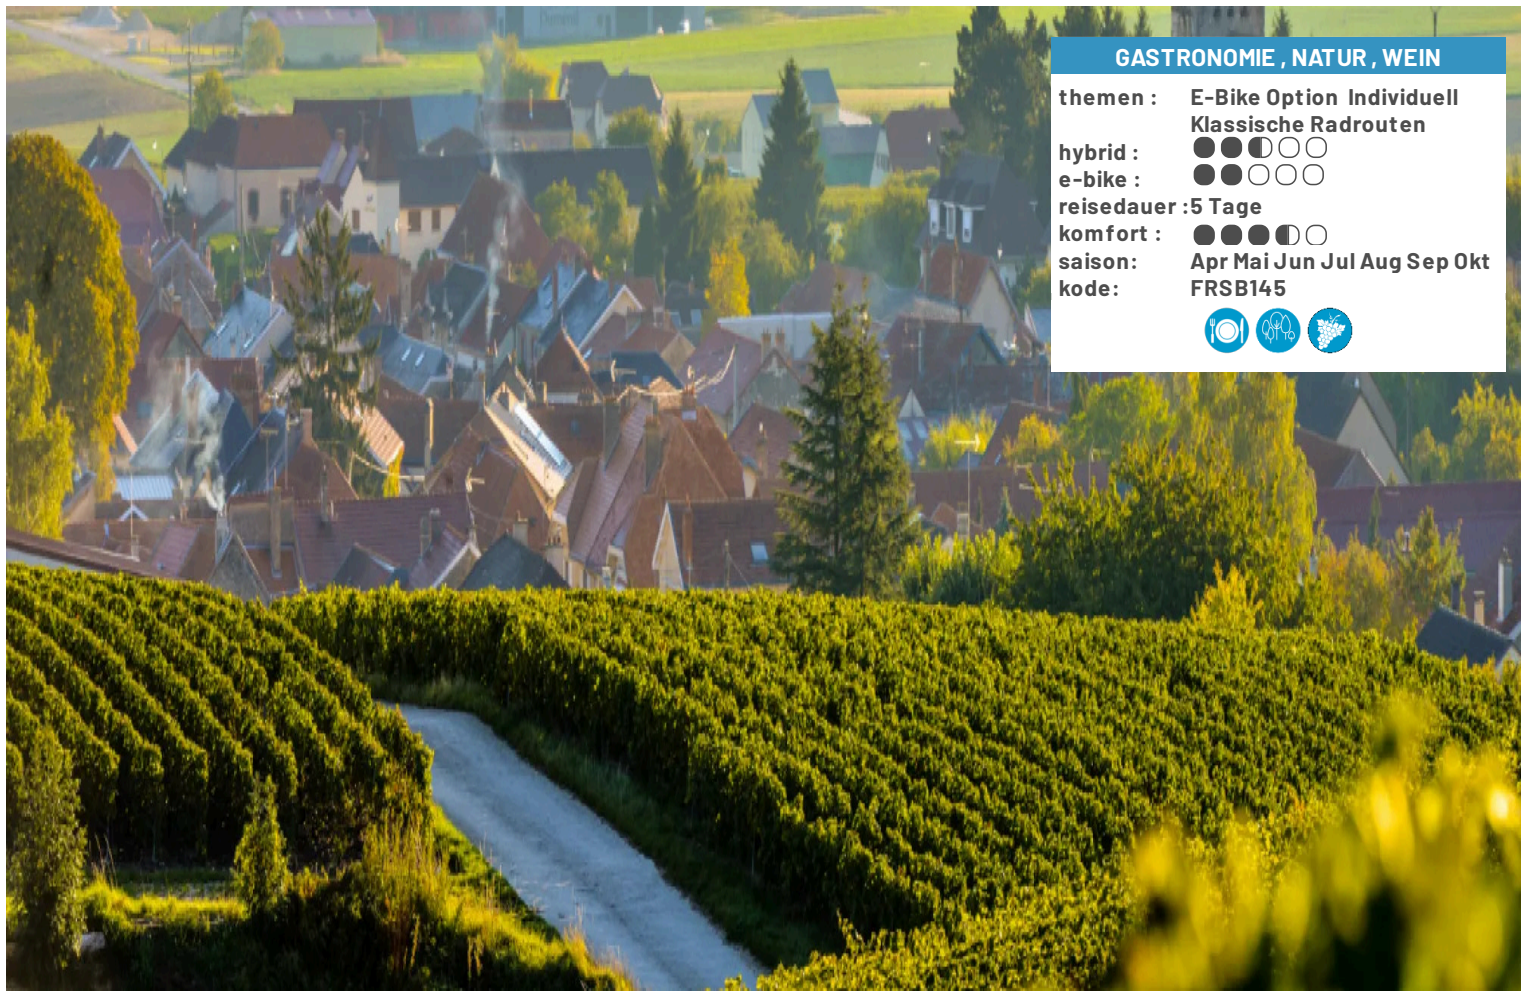 GASTRONOMIE , NATUR , WEIN
themen : E-Bike Option Individuell
Klassische Radrouten
hybrid :
e-bike :
reisedauer : 5 Tage
komfort :
saison: Apr Mai Jun Jul Aug Sep Okt
kode: FRSB145